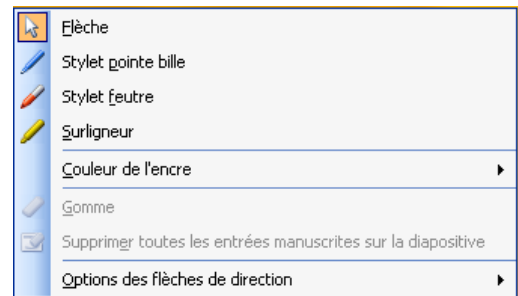 Flèche
Stylet pointe bille
Stylet feutre
Surligneur
Couleur de l'encre
Gomme
Supprimer toutes les entrées manuscrites sur la diapositive
Options des flèches de direction